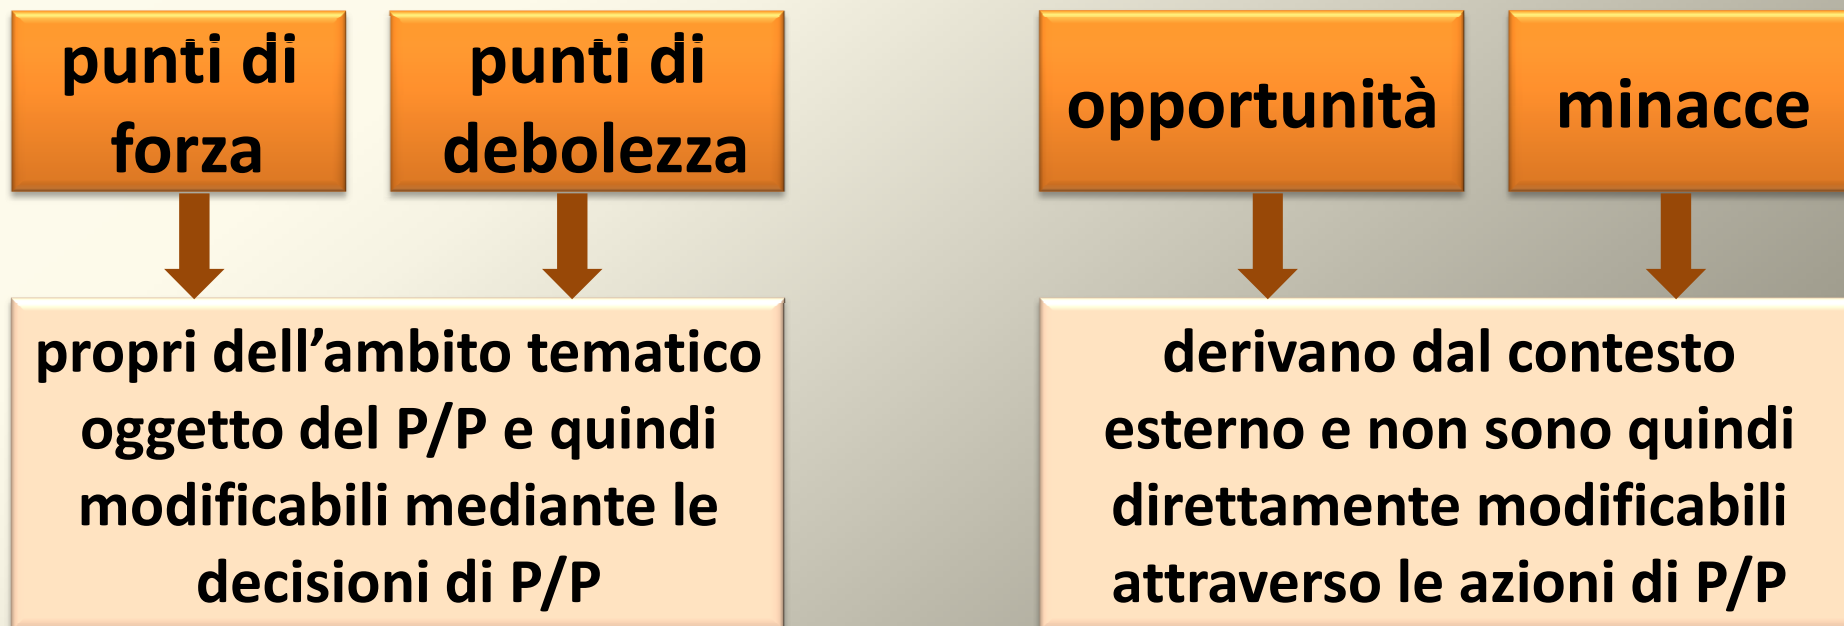 punti di
forza
punti di
debolezza
opportunità
minacce
propri dell’ambito tematico
oggetto del P/P e quindi
modificabili mediante le
decisioni di P/P
derivano dal contesto
esterno e non sono quindi
direttamente modificabili
attraverso le azioni di P/P